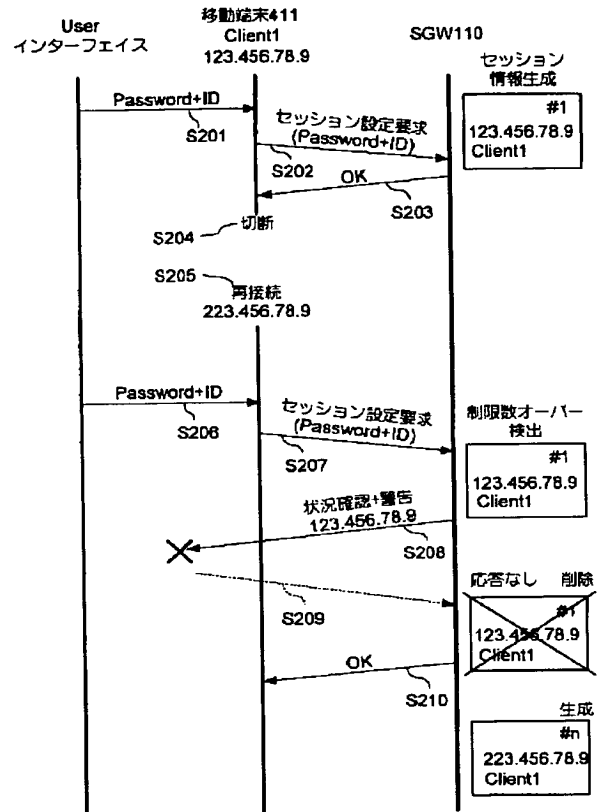 User
インターフェイス
移動端末411
Client1
123.456.78.9
SGW110
セッション
情報生成
#1
123.456.78.9
Client1
Password+ID
S201
セッション設定要求
(Password+ID)
S202
OK
S203
S204
切断
S205
再接続
223.456.78.9
Password+ID
S206
セッション設定要求
(Password+ID)
S207
制限数オーバー
検出
#1
123.456.78.9
Client1
状況確認+警告
123.456.78.9
S208
S209
応答なし 削除
#1
123.456.78.9
Client1
OK
S210
生成
#n
223.456.78.9
Client1